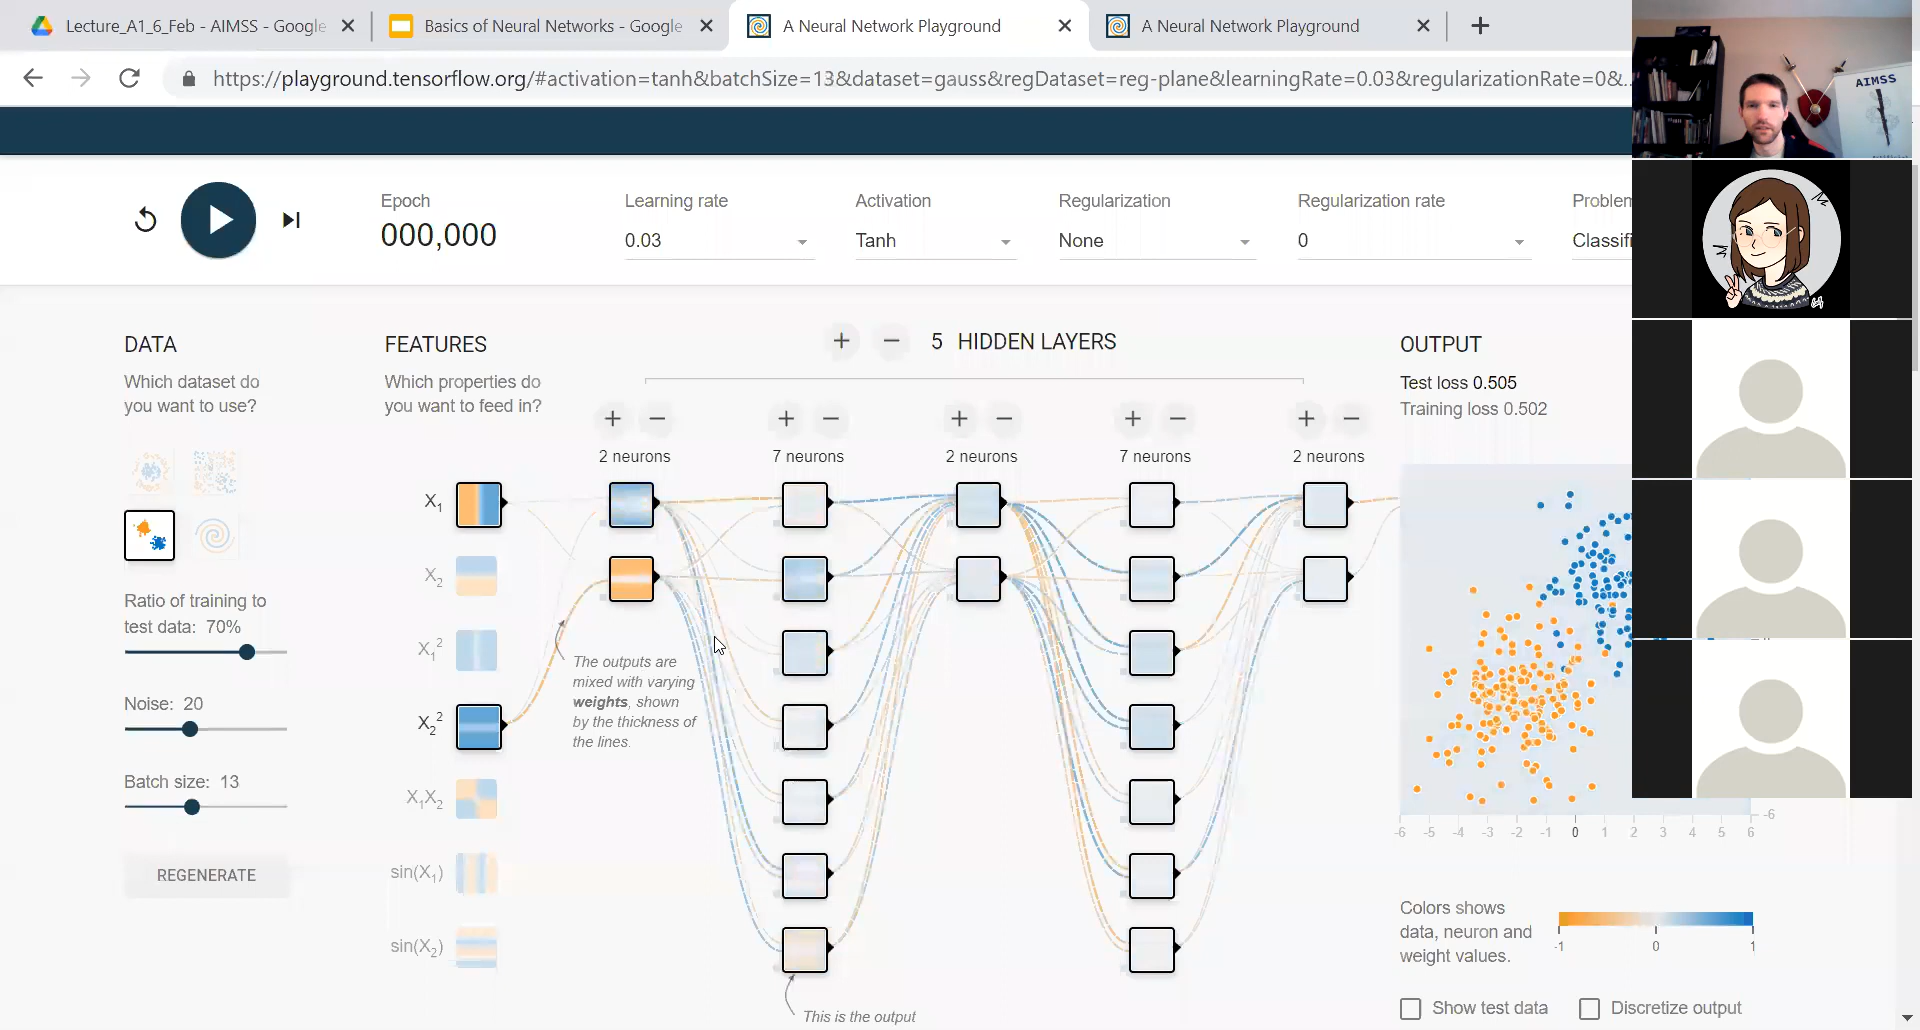 Lecture_A1_6_Feb - AIMSS - Google
Basics of Neural Networks - Google
A Neural Network Playground
A Neural Network Playground
https://playground.tensorflow.org/#activation=tanh&batchSize=13&dataset=gauss&regDataset=reg-plane&learningRate=0.03&regularizationRate=0&...
AIMSS
Epoch
000,000
Learning rate
0.03
Activation
Tanh
Regularization
None
Regularization rate
0
Problem
Classifi
DATA
Which dataset do
you want to use?
Ratio of training to
test data: 70%
Noise: 20
Batch size: 13
REGENERATE
FEATURES
Which properties do
you want to feed in?
X1
X2
X1²
X2²
X1X2
sin(X1)
sin(X2)
5 HIDDEN LAYERS
2 neurons
7 neurons
2 neurons
7 neurons
2 neurons
The outputs are
mixed with varying
weights, shown
by the thickness of
the lines.
This is the output
OUTPUT
Test loss 0.505
Training loss 0.502
-6
-6 -5 -4 -3 -2 -1 0 1 2 3 4 5 6
Colors shows
data, neuron and
weight values.
-1 0 1
Show test data
Discretize output